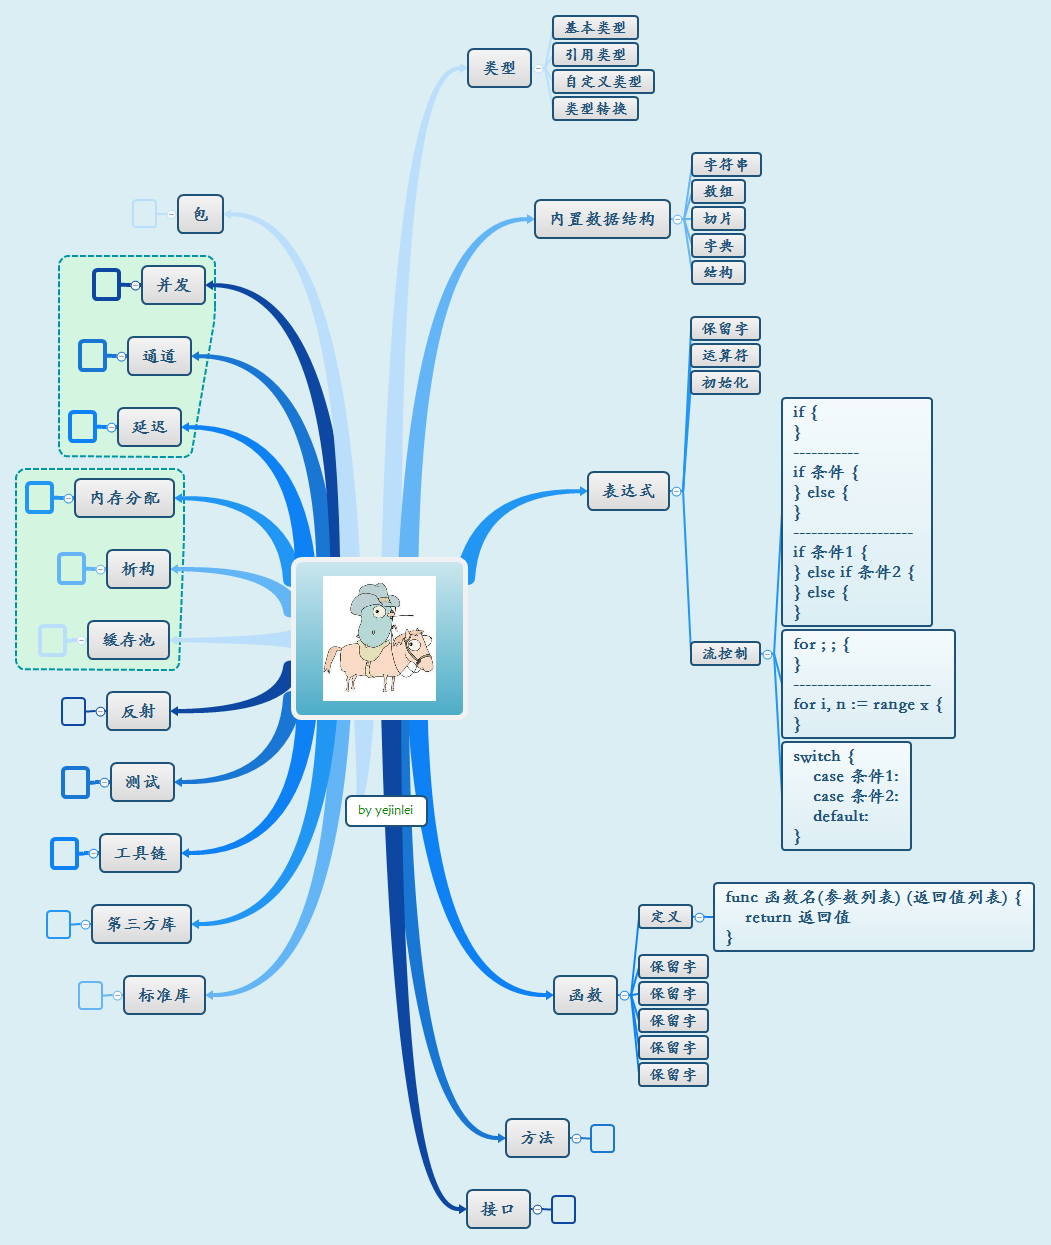 类型
基本类型
引用类型
自定义类型
类型转换
内置数据结构
字符串
数组
切片
字典
结构
表达式
保留字
运算符
初始化
流控制
if {
}
-----------
if 条件 {
} else {
}
--------------------
if 条件1 {
} else if 条件2 {
} else {
}
for ; ; {
}
-----------------------
for i, n := range x {
}
switch {
case 条件1:
case 条件2:
default:
}
函数
定义
func 函数名(参数列表) (返回值列表) {
return 返回值
}
保留字
保留字
保留字
保留字
保留字
方法
接口
包
并发
通道
延迟
内存分配
析构
缓存池
反射
测试
工具链
第三方库
标准库
by yejinlei